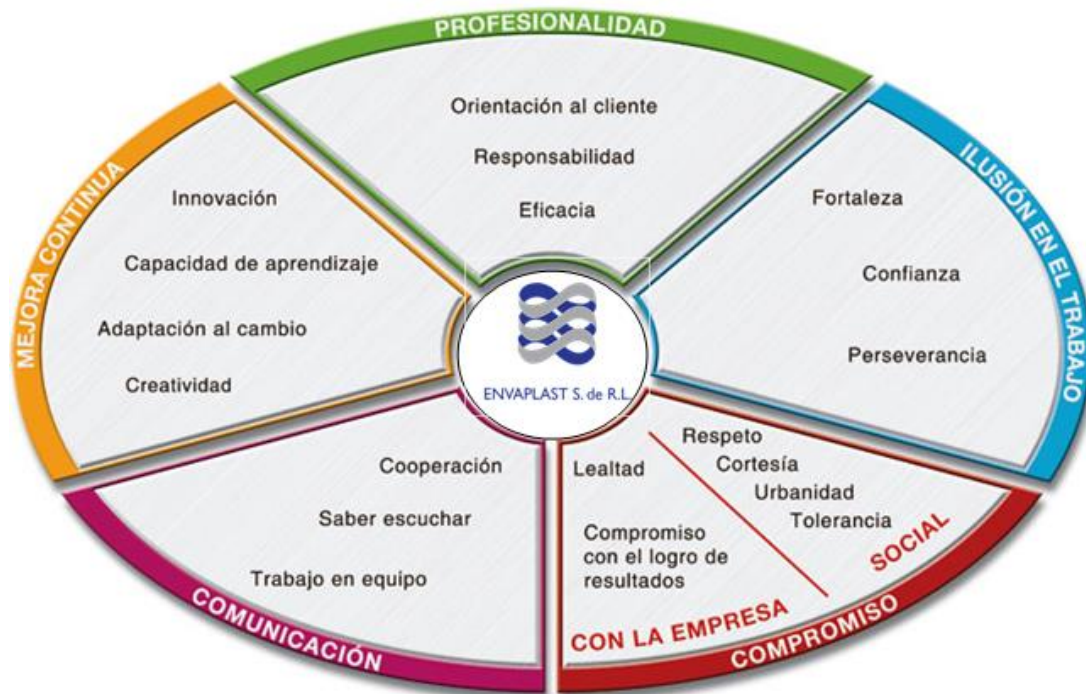 PROFESIONALIDAD
Orientación al cliente
Responsabilidad
Eficacia
ILUSIÓN EN EL TRABAJO
Fortaleza
Confianza
Perseverancia
COMPROMISO
SOCIAL
Respeto
Cortesía
Urbanidad
Tolerancia
CON LA EMPRESA
Lealtad
Compromiso
con el logro de
resultados
COMUNICACIÓN
Cooperación
Saber escuchar
Trabajo en equipo
MEJORA CONTINUA
Innovación
Capacidad de aprendizaje
Adaptación al cambio
Creatividad
ENVAPLAST S. de R.L.